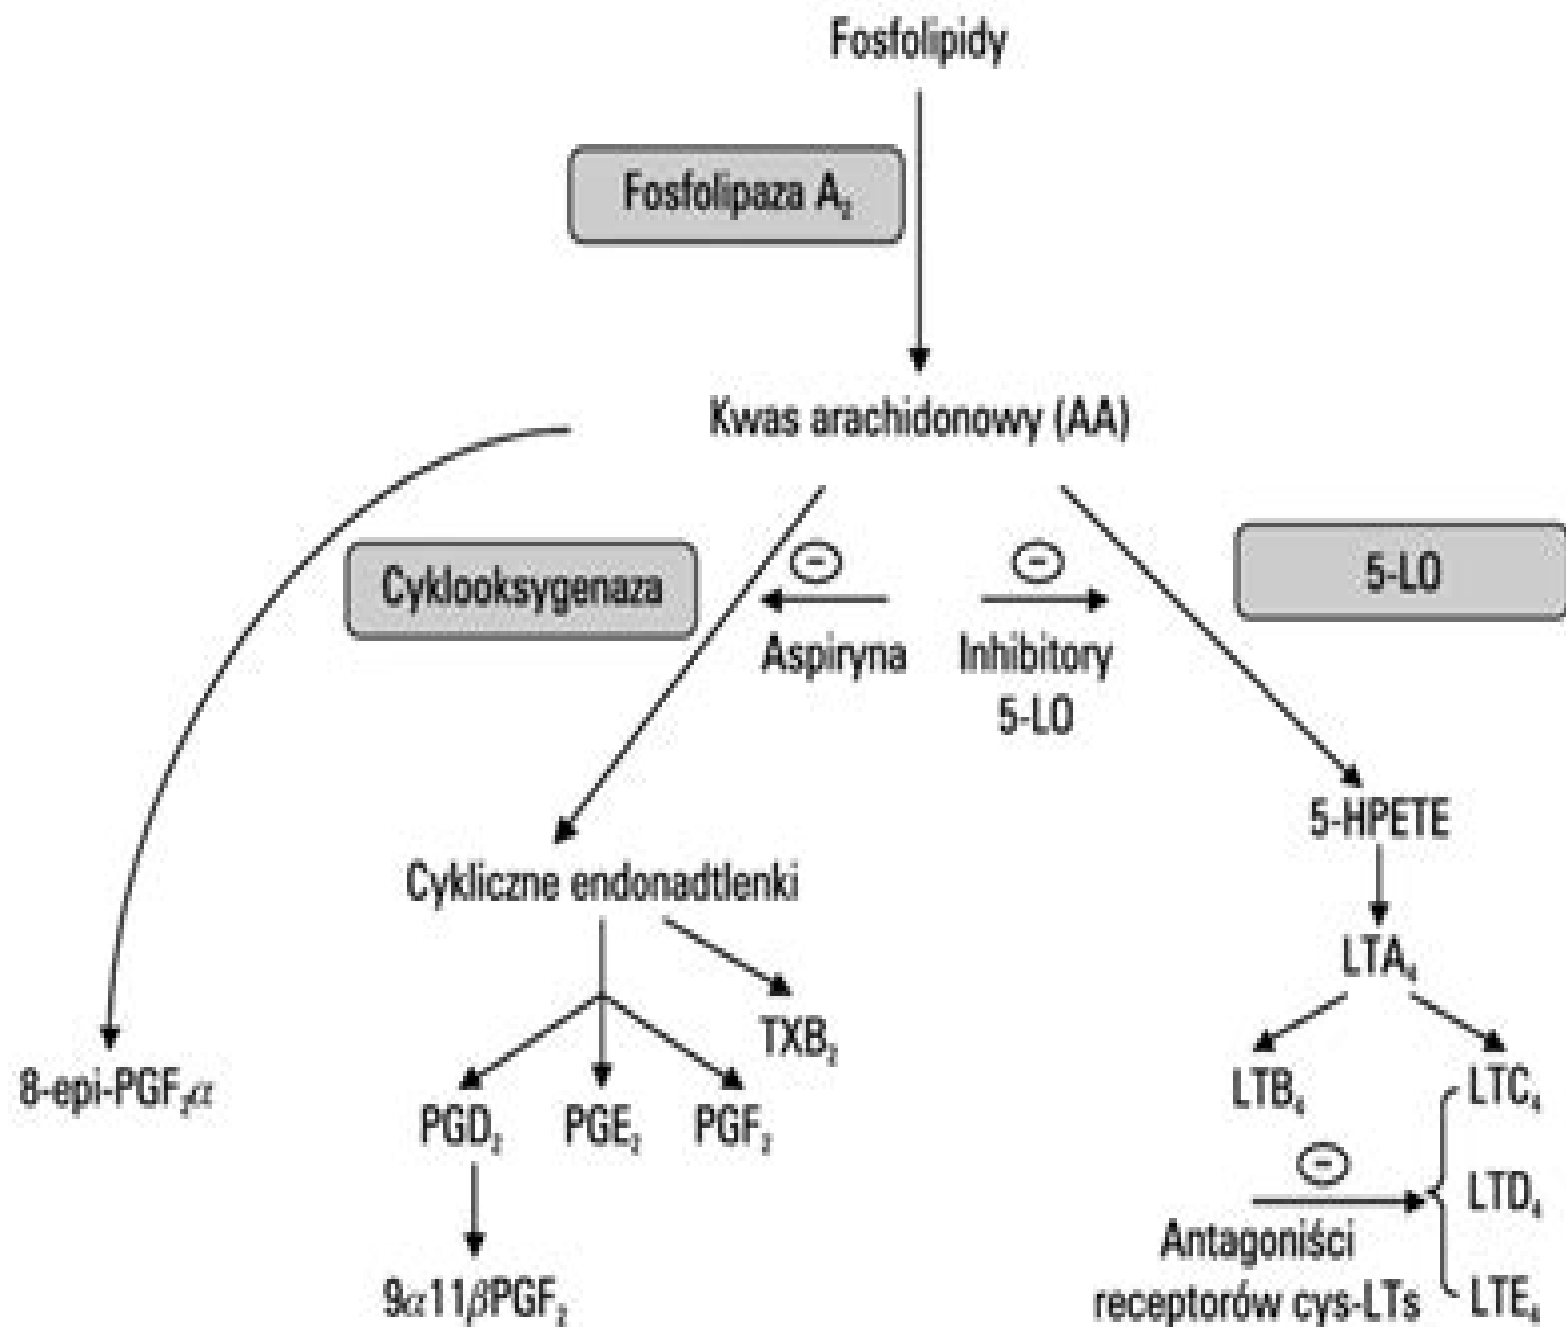 Fosfolipidy
Fosfolipaza A₂
Kwas arachidonowy (AA)
Cyklooksygenaza
⊖
⊖
5-LO
Aspiryna
Inhibitory
5-LO
5-HPETE
Cykliczne endonadtlenki
LTA₄
TXB₂
8-epi-PGF₂α
LTB₄
LTC₄
PGD₂
PGE₂
PGF₂
⊖
LTD₄
Antagoniści
receptorów cys-LTs
LTE₄
9α11βPGF₂